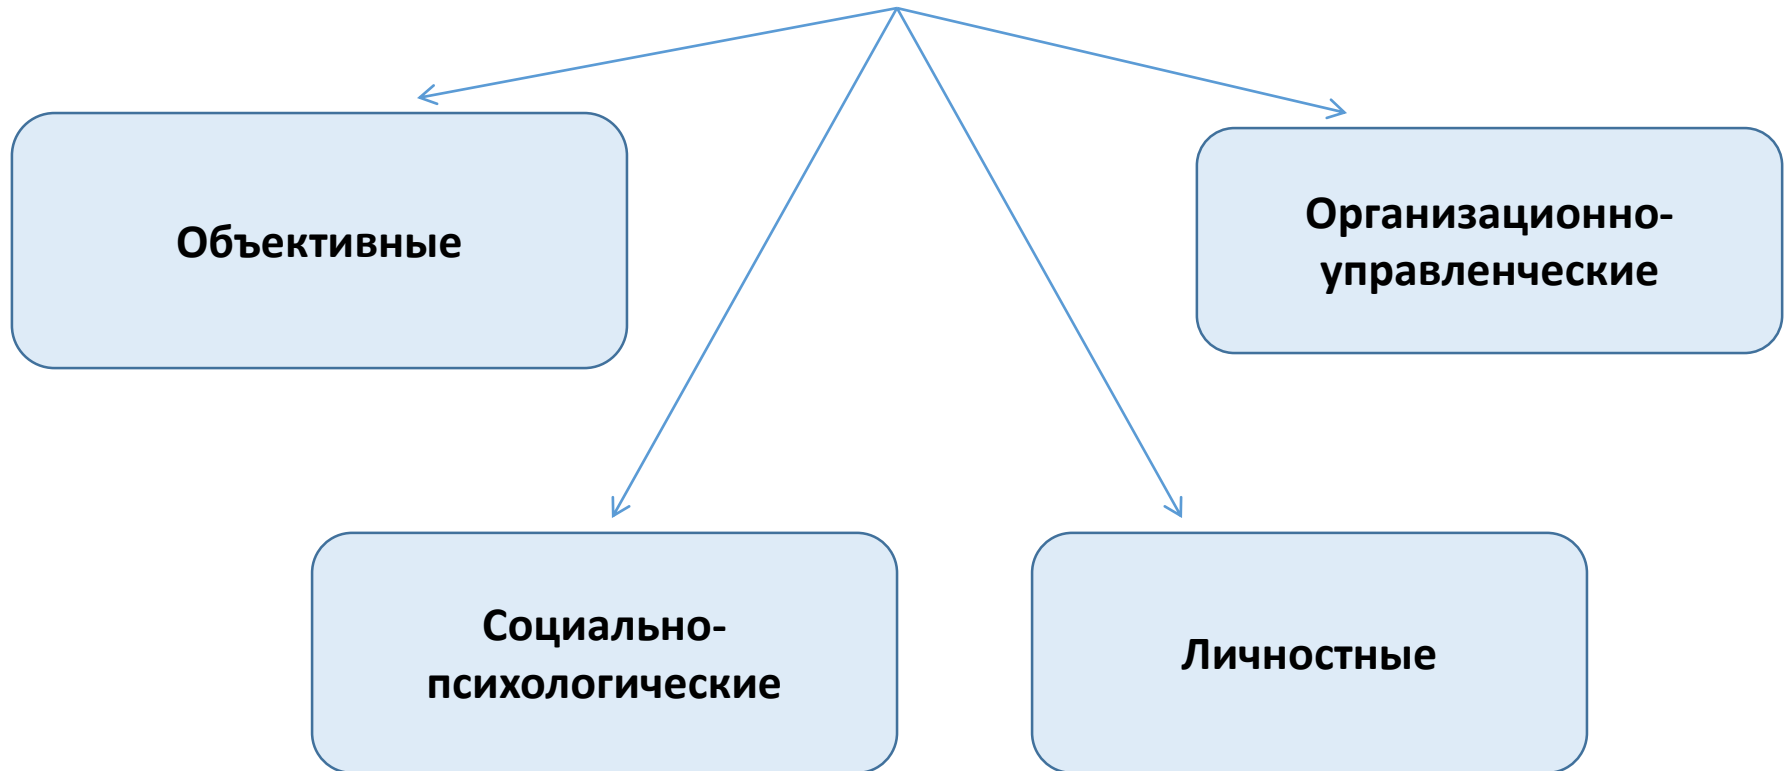 Объективные
Организационно-
управленческие
Социально-
психологические
Личностные